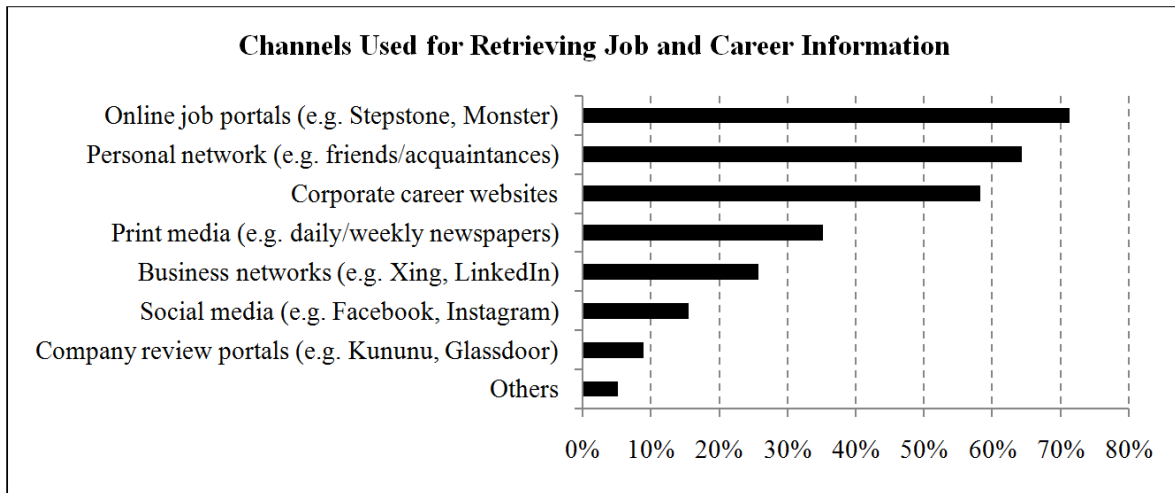 Channels Used for Retrieving Job and Career Information
Online job portals (e.g. Stepstone, Monster)
Personal network (e.g. friends/acquaintances)
Corporate career websites
Print media (e.g. daily/weekly newspapers)
Business networks (e.g. Xing, LinkedIn)
Social media (e.g. Facebook, Instagram)
Company review portals (e.g. Kununu, Glassdoor)
Others
0% 10% 20% 30% 40% 50% 60% 70% 80%